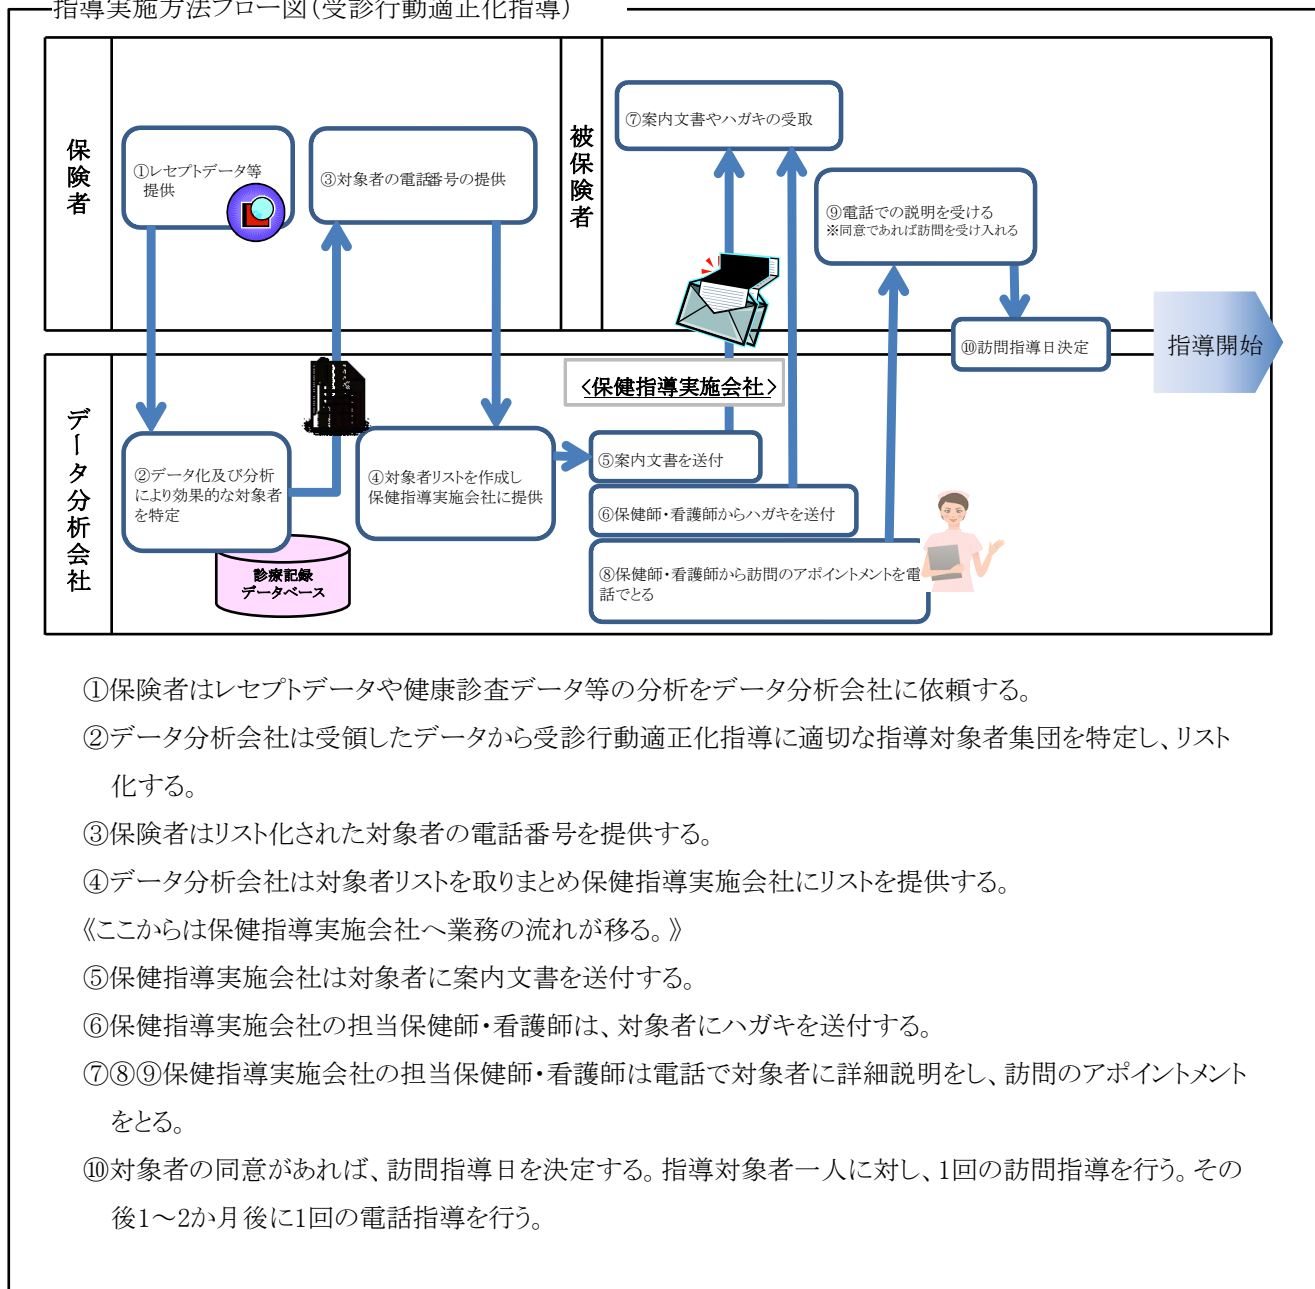 指導実施方法フロー図(受診行動適正化指導)
保険者
①レセプトデータ等
提供
③対象者の電話番号の提供
被保険者
⑦案内文書やハガキの受取
⑨電話での説明を受ける
※同意であれば訪問を受け入れる
⑩訪問指導日決定
指導開始
データ分析会社
②データ化及び分析
により効果的な対象者
を特定
診療記録
データベース
④対象者リストを作成し
保健指導実施会社に提供
<保健指導実施会社>
⑤案内文書を送付
⑥保健師・看護師からハガキを送付
⑧保健師・看護師から訪問のアポイントメントを電
話でとる
①保険者はレセプトデータや健康診査データ等の分析をデータ分析会社に依頼する。
②データ分析会社は受領したデータから受診行動適正化指導に適切な指導対象者集団を特定し、リスト
化する。
③保険者はリスト化された対象者の電話番号を提供する。
④データ分析会社は対象者リストを取りまとめ保健指導実施会社にリストを提供する。
《ここからは保健指導実施会社へ業務の流れが移る。》
⑤保健指導実施会社は対象者に案内文書を送付する。
⑥保健指導実施会社の担当保健師・看護師は、対象者にハガキを送付する。
⑦⑧⑨保健指導実施会社の担当保健師・看護師は電話で対象者に詳細説明をし、訪問のアポイントメント
をとる。
⑩対象者の同意があれば、訪問指導日を決定する。指導対象者一人に対し、1回の訪問指導を行う。その
後1～2か月後に1回の電話指導を行う。